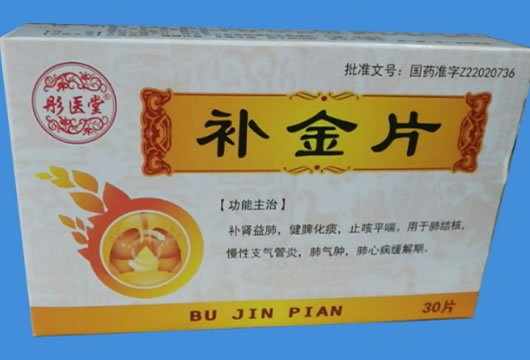 批准文号：国药准字Z22020736
彤医堂®
补金片
【功能主治】
补肾益肺，健脾化痰，止咳平喘。用于肺结核，
慢性支气管炎，肺气肿，肺心病缓解期。
BU JIN PIAN
30片